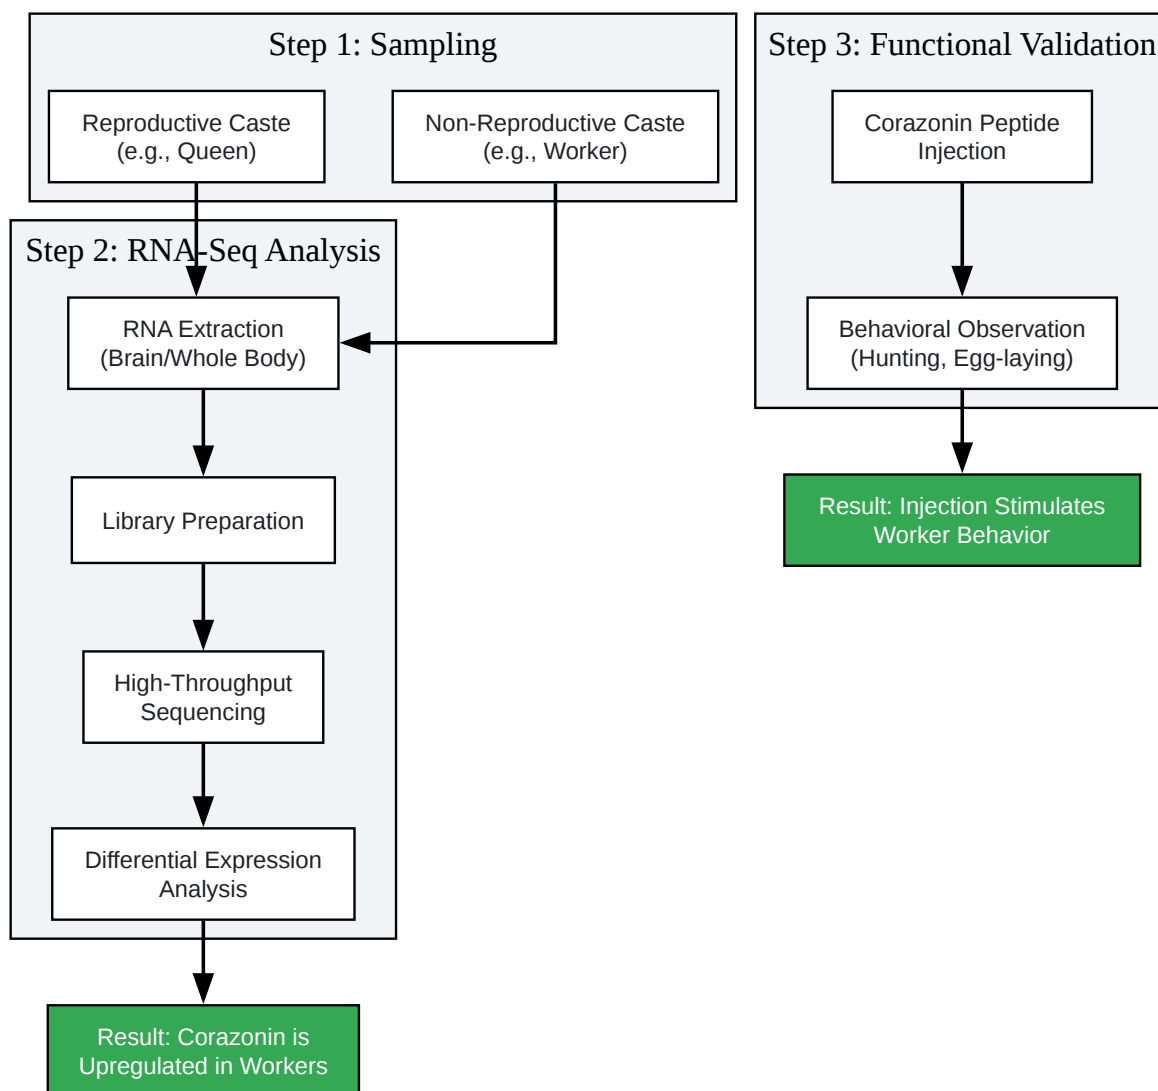 Step 1: Sampling
Reproductive Caste
(e.g., Queen)
Non-Reproductive Caste
(e.g., Worker)
Step 2: RNA-Seq Analysis
RNA Extraction
(Brain/Whole Body)
Library Preparation
High-Throughput
Sequencing
Differential Expression
Analysis
Result: Corazonin is
Upregulated in Workers
Step 3: Functional Validation
Corazonin Peptide
Injection
Behavioral Observation
(Hunting, Egg-laying)
Result: Injection Stimulates
Worker Behavior